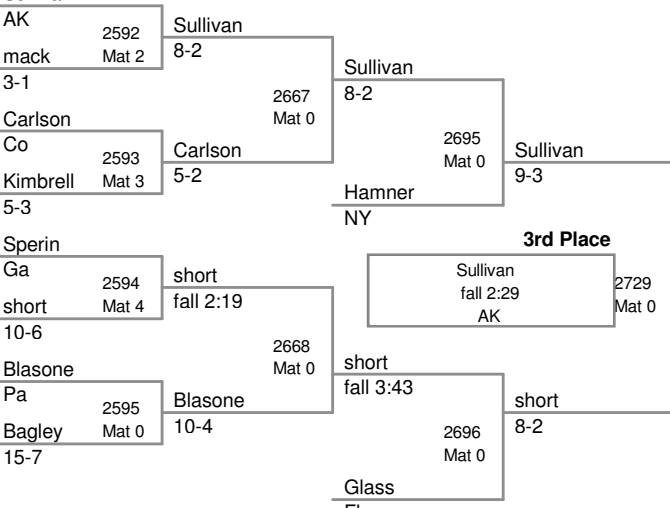 AK
2592
mack
Mat 2
3-1
Sullivan
8-2
2667
Mat 0
Sullivan
8-2
Carlson
Co
2593
Kimbrell
Mat 3
5-3
Carlson
5-2
2695
Mat 0
Sullivan
9-3
Hamner
NY
3rd Place
Sullivan
fall 2:29
AK
2729
Mat 0
Sperin
Ga
2594
short
Mat 4
10-6
short
fall 2:19
2668
Mat 0
short
fall 3:43
Blasone
Pa
2595
Bagley
Mat 0
15-7
Blasone
10-4
2696
Mat 0
short
8-2
Glass